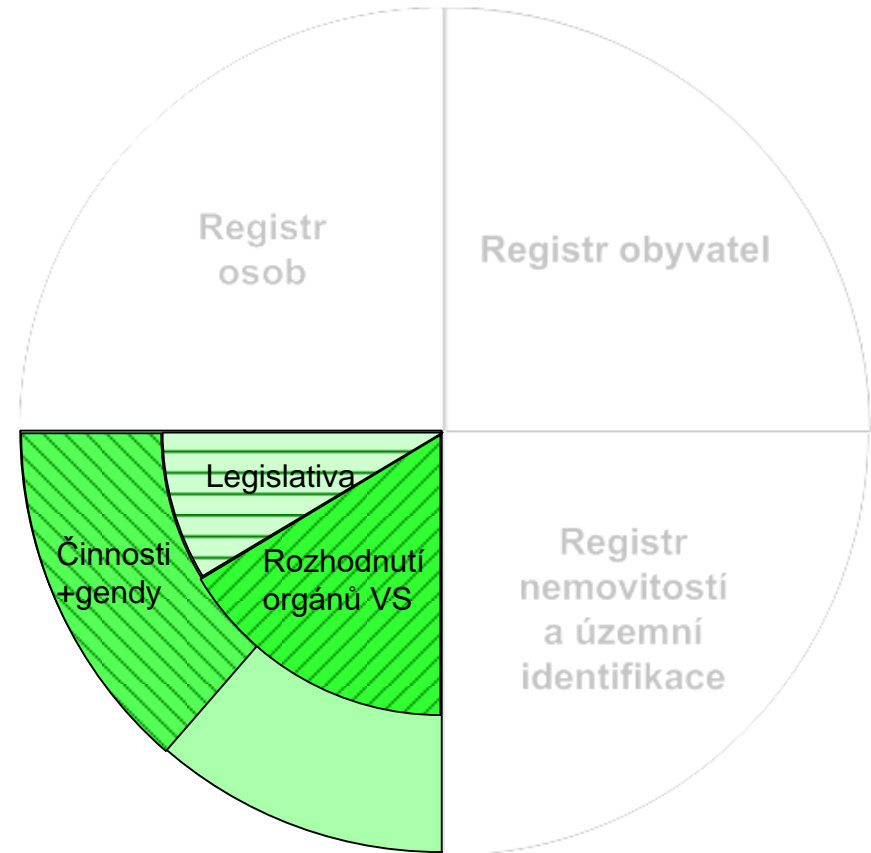 Registr
osob
Registr obyvatel
Legislativa
Činnosti
+gendy
Rozhodnutí
orgánů VS
Registr
nemovitostí
a územní
identifikace